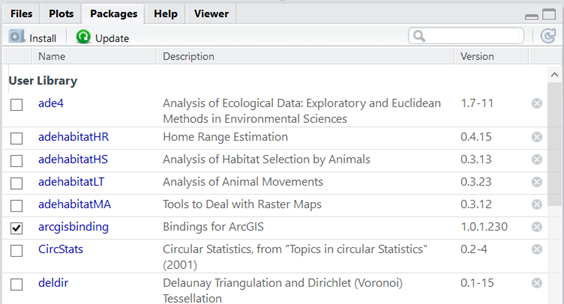 Files Plots Packages Help Viewer
Install Update
Name Description Version
User Library
ade4 Analysis of Ecological Data: Exploratory and Euclidean 1.7-11
Methods in Environmental Sciences
adehabitatHR Home Range Estimation 0.4.15
adehabitatHS Analysis of Habitat Selection by Animals 0.3.13
adehabitatLT Analysis of Animal Movements 0.3.23
adehabitatMA Tools to Deal with Raster Maps 0.3.12
arcgisbinding Bindings for ArcGIS 1.0.1.230
CircStats Circular Statistics, from "Topics in circular Statistics" 0.2-4
(2001)
deldir Delaunay Triangulation and Dirichlet (Voronoi) 0.1-15
Tessellation